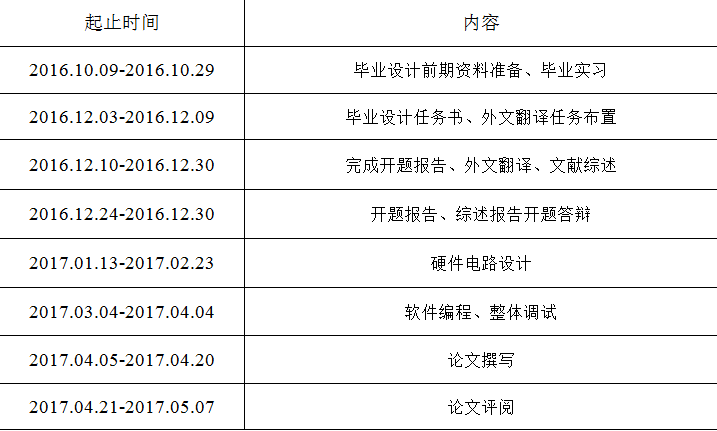 起止时间 内容
2016.10.09-2016.10.29 毕业设计前期资料准备、毕业实习
2016.12.03-2016.12.09 毕业设计任务书、外文翻译任务布置
2016.12.10-2016.12.30 完成开题报告、外文翻译、文献综述
2016.12.24-2016.12.30 开题报告、综述报告开题答辩
2017.01.13-2017.02.23 硬件电路设计
2017.03.04-2017.04.04 软件编程、整体调试
2017.04.05-2017.04.20 论文撰写
2017.04.21-2017.05.07 论文评阅